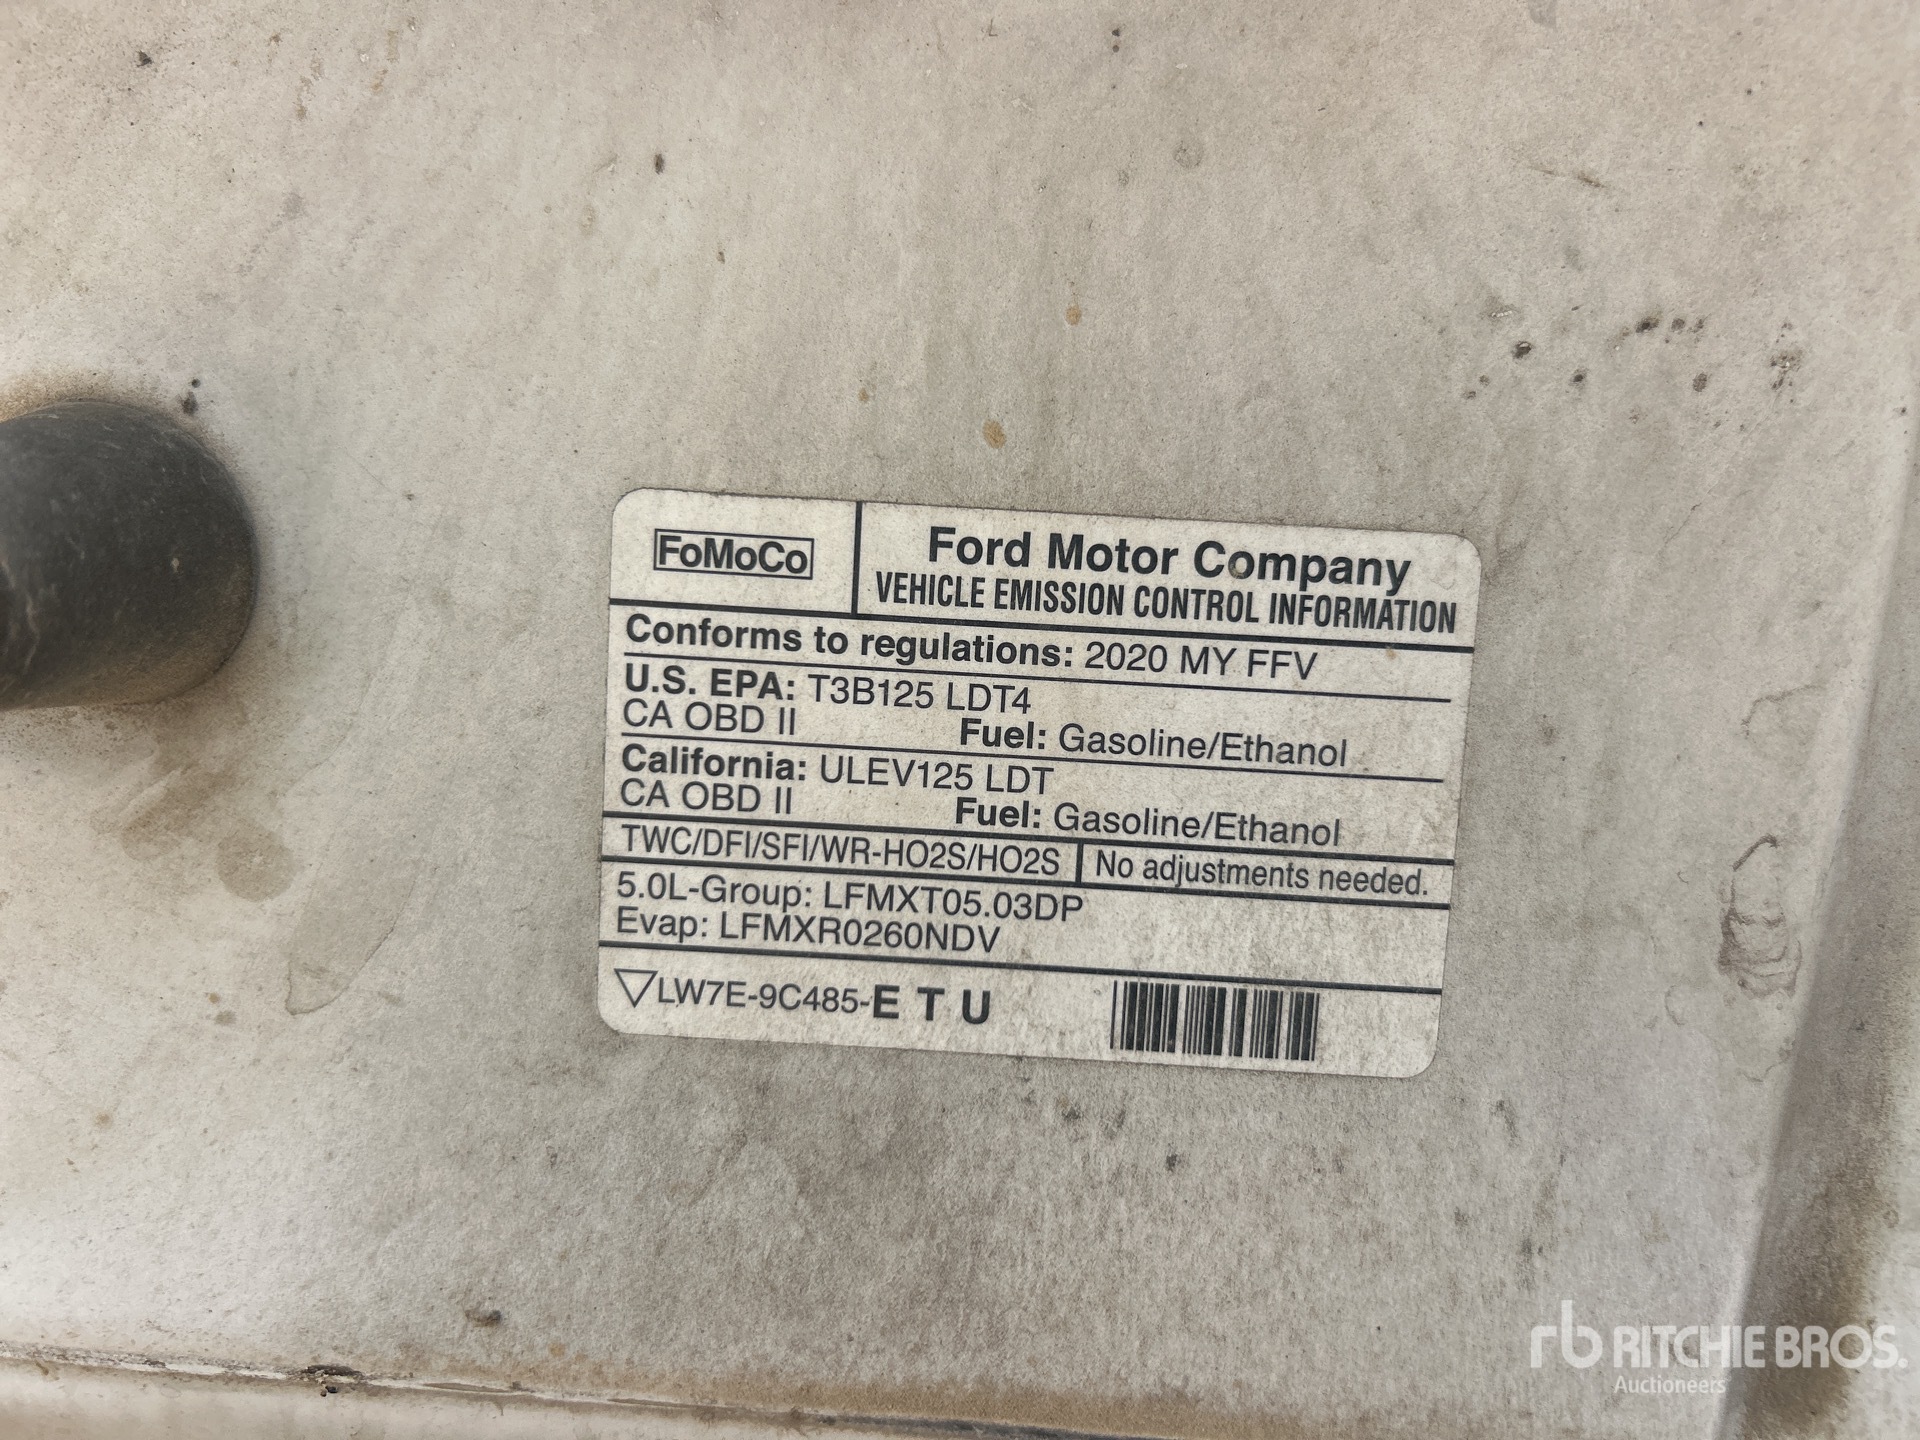 FoMoCo
Ford Motor Company
VEHICLE EMISSION CONTROL INFORMATION
Conforms to regulations: 2020 MY FFV
U.S. EPA: T3B125 LDT4
CA OBD II Fuel: Gasoline/Ethanol
California: ULEV125 LDT
CA OBD II Fuel: Gasoline/Ethanol
TWC/DFI/SFI/WR-HO2S/HO2S No adjustments needed.
5.0L-Group: LFMXT05.03DP
Evap: LFMXR0260NDV
LW7E-9C485-E T U
rb RITCHIE BROS.
Auctioneers